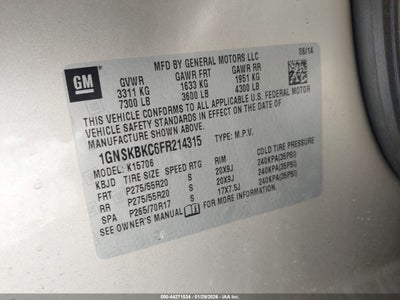 GM
MFD BY GENERAL MOTORS LLC
06/14
GVWR GAWR FRT GAWR RR
3311 KG 1633 KG 1951 KG
7300 LB 3600 LB 4300 LB
THIS VEHICLE CONFORMS TO ALL APPLICABLE U.S. FEDERAL MOTOR
VEHICLE SAFETY STANDARDS IN EFFECT ON THE DATE OF
MANUFACTURE SHOWN ABOVE.
1GNSKBKC6FR214315 TYPE: M.P.V.
MODEL: K15706
KBJD TIRE SIZE SPEED RTG RIM COLD TIRE PRESSURE
FRT P275/55R20 S 20X9J 240KPA(35PSI)
RR P275/55R20 S 20X9J 240KPA(35PSI)
SPA P265/70R17 S 17X7.5J 240KPA(35PSI)
SEE OWNER'S MANUAL FOR ADDITIONAL INFORMATION
000-44271534 - 01/29/2026 - IAA Inc.